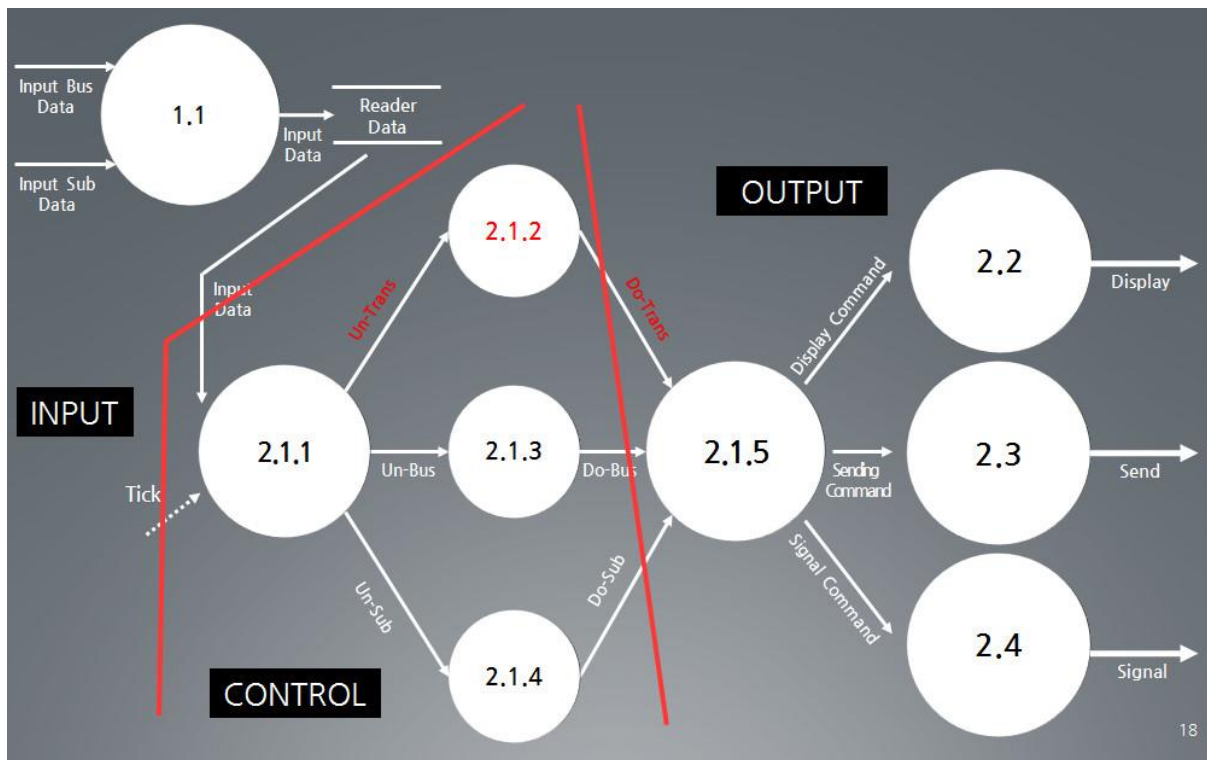 Input Bus
Data
1.1
Input
Data
Reader
Data
Input Sub
Data
2.1.2
OUTPUT
2.2
Display
Display Command
Input
Data
Un-Trans
Do-Trans
INPUT
2.1.1
Un-Bus
2.1.3
Do-Bus
2.1.5
Sending
Command
2.3
Send
Tick
Un-Sub
Do-Sub
Signal Command
2.1.4
2.4
Signal
CONTROL
18